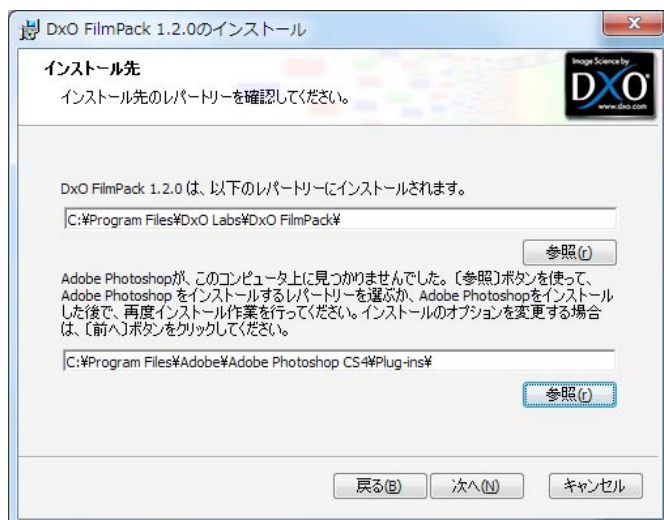 DxO FilmPack 1.2.0のインストール
インストール先
インストール先のレパートリーを確認してください。
Image Science by
DXO
www.dxo.com
DxO FilmPack 1.2.0 は、以下のレパートリーにインストールされます。
C:¥Program Files¥DxO Labs¥DxO FilmPack¥
参照(r)
Adobe Photoshopが、このコンピュータ上に見つかりませんでした。〔参照〕ボタンを使って、
Adobe Photoshop をインストールするレパートリーを選ぶか、Adobe Photoshopをインストール
した後で、再度インストール作業を行ってください。インストールのオプションを変更する場合
は、〔前へ〕ボタンをクリックしてください。
C:¥Program Files¥Adobe¥Adobe Photoshop CS4¥Plug-ins¥
参照(r)
戻る(B)
次へ(N)
キャンセル